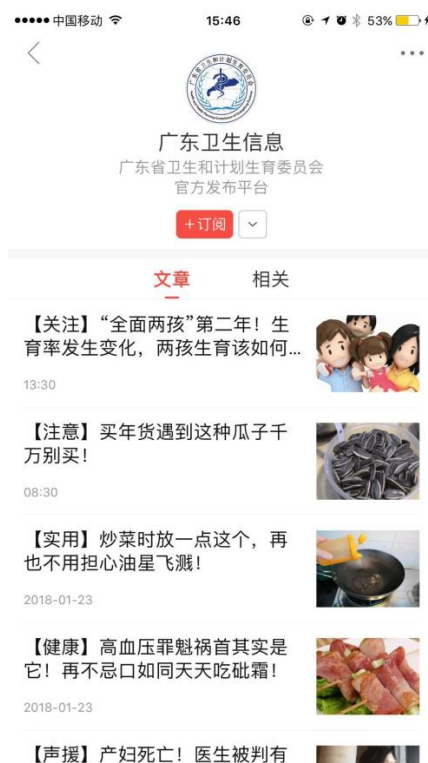 中国移动
15:46
53%
广东卫生信息
广东省卫生和计划生育委员会
官方发布平台
+订阅
文章
相关
【关注】“全面两孩”第二年！生
育率发生变化，两孩生育该如何...
13:30
【注意】买年货遇到这种瓜子千
万别买！
08:30
【实用】炒菜时放一点这个，再
也不用担心油星飞溅！
2018-01-23
【健康】高血压罪魁祸首其实是
它！再不忌口如同天天吃砒霜！
2018-01-23
【声援】产妇死亡！医生被判有